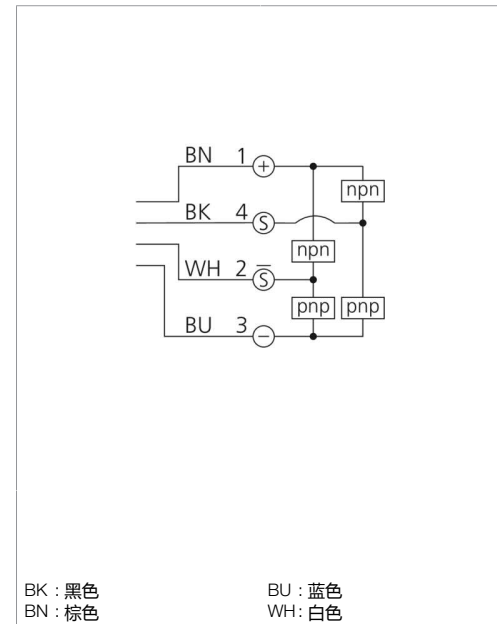 BN 1 +
npn
BK 4 S
npn
WH 2 S̅
pnp pnp
BU 3 −
BK : 黑色 BU : 蓝色
BN : 棕色 WH : 白色